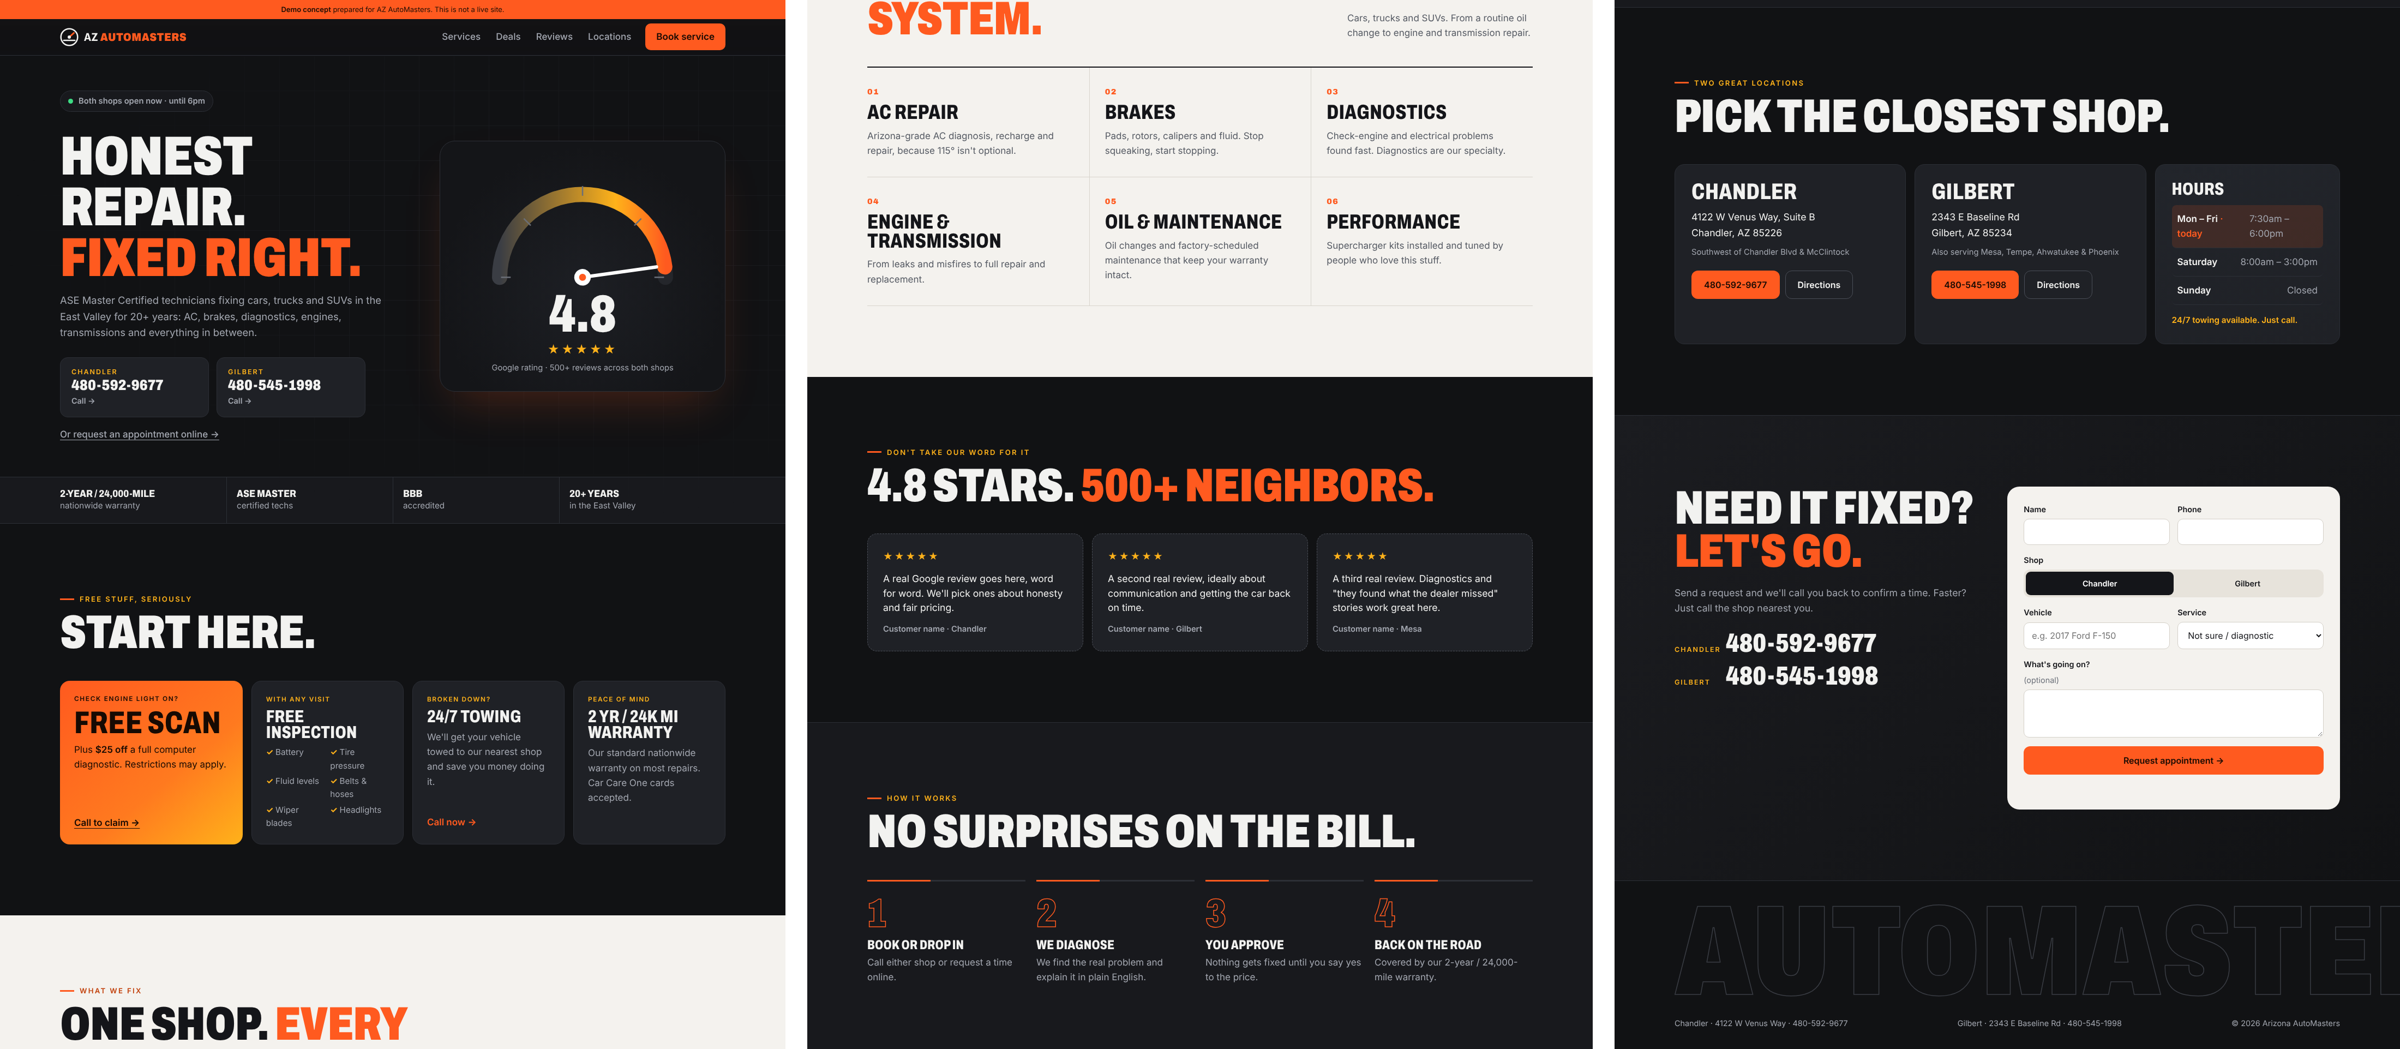 Demo concept prepared for AZ AutoMasters. This is not a live site.
AZ AUTOMASTERS
Services
Deals
Reviews
Locations
Book service
Both shops open now · until 6pm
HONEST
REPAIR.
FIXED RIGHT.
ASE Master Certified technicians fixing cars, trucks and SUVs in the
East Valley for 20+ years: AC, brakes, diagnostics, engines,
transmissions and everything in between.
CHANDLER
480-592-9677
Call →
GILBERT
480-545-1998
Call →
Or request an appointment online →
4.8
★★★★★
Google rating · 500+ reviews across both shops
2-YEAR / 24,000-MILE
nationwide warranty
ASE MASTER
certified techs
BBB
accredited
20+ YEARS
in the East Valley
FREE STUFF, SERIOUSLY
START HERE.
CHECK ENGINE LIGHT ON?
FREE SCAN
Plus $25 off a full computer
diagnostic. Restrictions may apply.
Call to claim →
WITH ANY VISIT
FREE
INSPECTION
✓ Battery
✓ Tire
pressure
✓ Fluid levels
✓ Belts &
hoses
✓ Wiper
blades
✓ Headlights
BROKEN DOWN?
24/7 TOWING
We'll get your vehicle
towed to our nearest shop
and save you money doing
it.
Call now →
PEACE OF MIND
2 YR / 24K MI
WARRANTY
Our standard nationwide
warranty on most repairs.
Car Care One cards
accepted.
WHAT WE FIX
ONE SHOP. EVERY
SYSTEM.
Cars, trucks and SUVs. From a routine oil
change to engine and transmission repair.
01
AC REPAIR
Arizona-grade AC diagnosis, recharge and
repair, because 115° isn't optional.
02
BRAKES
Pads, rotors, calipers and fluid. Stop
squeaking, start stopping.
03
DIAGNOSTICS
Check-engine and electrical problems
found fast. Diagnostics are our specialty.
04
ENGINE &
TRANSMISSION
From leaks and misfires to full repair and
replacement.
05
OIL & MAINTENANCE
Oil changes and factory-scheduled
maintenance that keep your warranty
intact.
06
PERFORMANCE
Supercharger kits installed and tuned by
people who love this stuff.
DON'T TAKE OUR WORD FOR IT
4.8 STARS. 500+ NEIGHBORS.
★★★★★
A real Google review goes here, word
for word. We'll pick ones about honesty
and fair pricing.
Customer name · Chandler
★★★★★
A second real review, ideally about
communication and getting the car back
on time.
Customer name · Gilbert
★★★★★
A third real review. Diagnostics and
"they found what the dealer missed"
stories work great here.
Customer name · Mesa
HOW IT WORKS
NO SURPRISES ON THE BILL.
1
BOOK OR DROP IN
Call either shop or request a time
online.
2
WE DIAGNOSE
We find the real problem and
explain it in plain English.
3
YOU APPROVE
Nothing gets fixed until you say yes
to the price.
4
BACK ON THE ROAD
Covered by our 2-year / 24,000-
mile warranty.
TWO GREAT LOCATIONS
PICK THE CLOSEST SHOP.
CHANDLER
4122 W Venus Way, Suite B
Chandler, AZ 85226
Southwest of Chandler Blvd & McClintock
480-592-9677
Directions
GILBERT
2343 E Baseline Rd
Gilbert, AZ 85234
Also serving Mesa, Tempe, Ahwatukee & Phoenix
480-545-1998
Directions
HOURS
Mon – Fri ·
today
7:30am –
6:00pm
Saturday
8:00am – 3:00pm
Sunday
Closed
24/7 towing available. Just call.
NEED IT FIXED?
LET'S GO.
Send a request and we'll call you back to confirm a time. Faster?
Just call the shop nearest you.
CHANDLER 480-592-9677
GILBERT 480-545-1998
Name
Phone
Shop
Chandler
Gilbert
Vehicle
e.g. 2017 Ford F-150
Service
Not sure / diagnostic
What's going on?
(optional)
Request appointment →
AUTOMASTE
Chandler · 4122 W Venus Way · 480-592-9677
Gilbert · 2343 E Baseline Rd · 480-545-1998
© 2026 Arizona AutoMasters